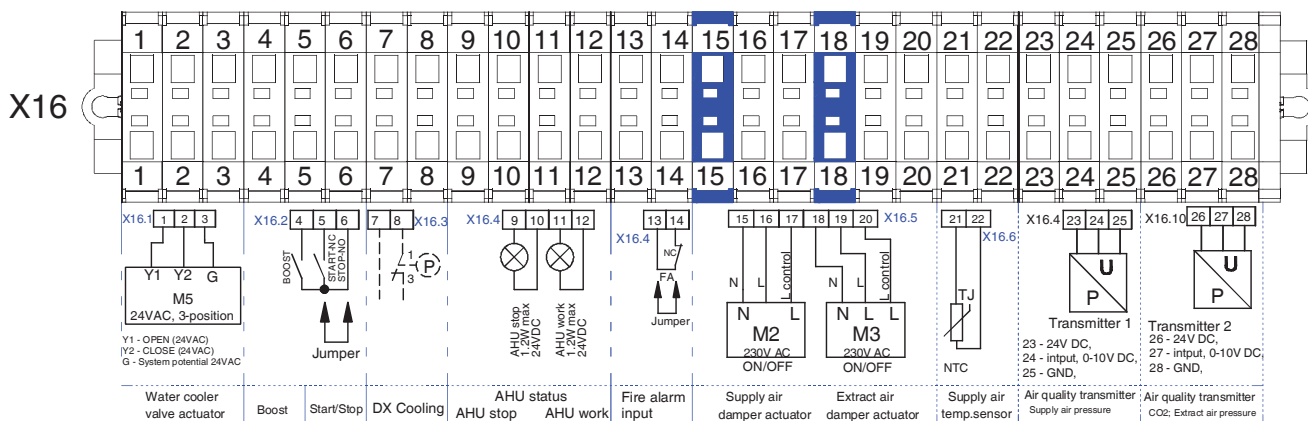 1 2 3 4 5 6 7 8 9 10 11 12 13 14 15 16 17 18 19 20 21 22 23 24 25 26 27 28
X16
1 2 3 4 5 6 7 8 9 10 11 12 13 14 15 16 17 18 19 20 21 22 23 24 25 26 27 28
X16.1 1 2 3
X16.2 4 5 6
7 8 X16.3
X16.4 9 10 11 12
13 14
X16.4
15 16 17 18 19 20 X16.5
21 22
X16.6
X16.4 23 24 25
X16.10 26 27 28
Y1 Y2 G
M5
24VAC, 3-position
Y1 - OPEN (24VAC)
Y2 - CLOSE (24VAC)
G - System potential 24VAC
BOOST
START-NC
STOP-NO
Jumper
1
P
3
AHU stop
1.2W max
24VDC
AHU work
1.2W max
24VDC
NC
FA
Jumper
N L L control
N L
M2
230V AC
ON/OFF
N L L control
N L
M3
230V AC
ON/OFF
TJ
NTC
U
P
Transmitter 1
23 - 24V DC,
24 - intput, 0-10V DC,
25 - GND,
U
P
Transmitter 2
26 - 24V DC,
27 - intput, 0-10V DC,
28 - GND,
Water cooler
valve actuator
Boost
Start/Stop
DX Cooling
AHU status
AHU stop AHU work
Fire alarm
input
Supply air
damper actuator
Extract air
damper actuator
Supply air
temp.sensor
Air quality transmitter
Supply air pressure
Air quality transmitter
CO2; Extract air pressure